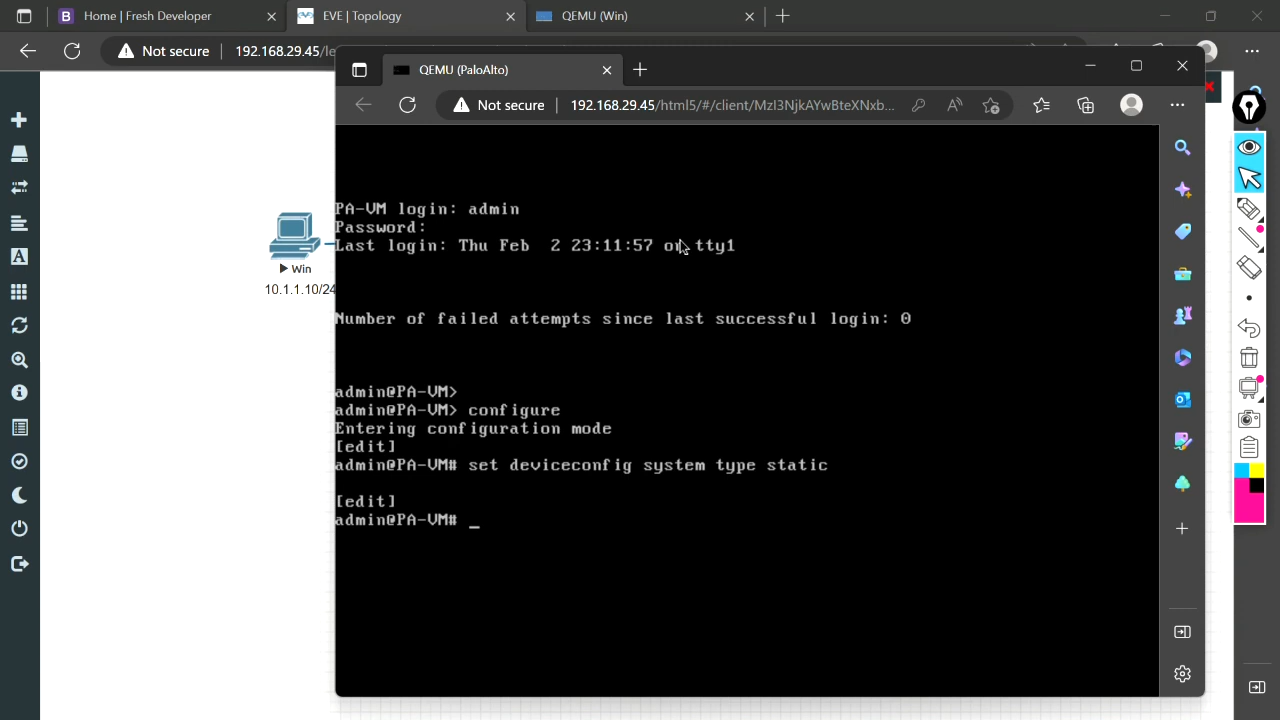 Home | Fresh Developer
EVE | Topology
QEMU (Win)
Not secure
192.168.29.45/le
QEMU (PaloAlto)
Not secure
192.168.29.45/html5/#/client/MzI3NjkAYwBteXNxb...
Win
10.1.1.10/24
PA-VM login: admin
Password:
Last login: Thu Feb  2 23:11:57 on tty1
Number of failed attempts since last successful login: 0
admin@PA-VM>
admin@PA-VM> configure
Entering configuration mode
[edit]
admin@PA-VM# set deviceconfig system type static
[edit]
admin@PA-VM# _